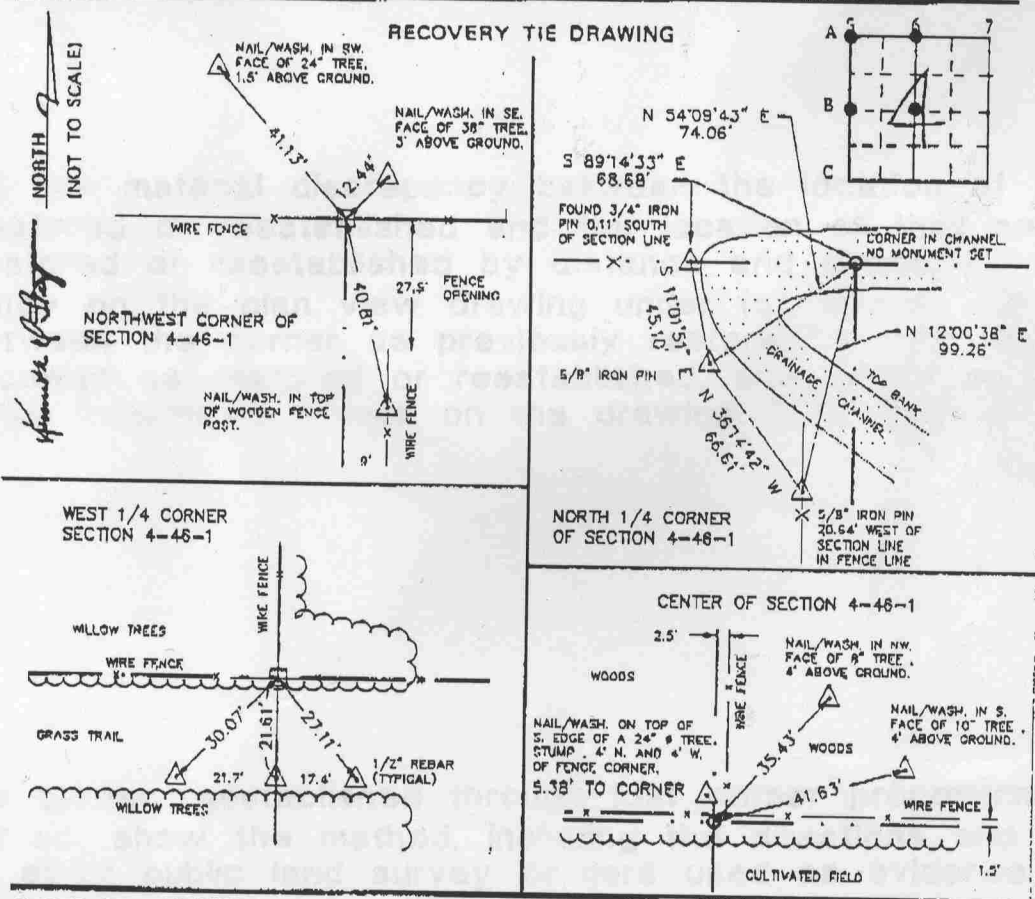 RECOVERY TIE DRAWING
NORTH
(NOT TO SCALE)
NAIL/WASH. IN SW.
FACE OF 24" TREE,
1.5' ABOVE GROUND.
41.13'
NAIL/WASH. IN SE.
FACE OF 38" TREE,
3' ABOVE GROUND.
12.44'
WIRE FENCE
40.81'
27.5'
FENCE
OPENING
NORTHWEST CORNER OF
SECTION 4-46-1
NAIL/WASH. IN TOP
OF WOODEN FENCE
POST.
WIRE FENCE
5 6 7
A
B
C
N 54°09'43" E
74.06'
S 89°14'33" E
68.68'
FOUND 3/4" IRON
PIN 0.11' SOUTH
OF SECTION LINE
CORNER IN CHANNEL.
NO MONUMENT SET
N 12°00'38" E
99.26'
5/8" IRON PIN
DRAINAGE
CHANNEL
TOP
BANK
N 36°14'42" W
66.61'
NORTH 1/4 CORNER
OF SECTION 4-46-1
5/8" IRON PIN
20.64' WEST OF
SECTION LINE
IN FENCE LINE
WEST 1/4 CORNER
SECTION 4-46-1
WIRE FENCE
WILLOW TREES
WIRE FENCE
GRASS TRAIL
30.07'
21.61'
27.11'
21.7'
17.4'
1/2" REBAR
(TYPICAL)
WILLOW TREES
CENTER OF SECTION 4-46-1
2.5'
WOODS
WIRE FENCE
NAIL/WASH. IN NW.
FACE OF 8" TREE,
4' ABOVE GROUND.
NAIL/WASH. ON TOP OF
S. EDGE OF A 24" ø TREE,
STUMP, 4' N. AND 4' W.
OF FENCE CORNER,
5.38' TO CORNER
35.43'
WOODS
NAIL/WASH. IN S.
FACE OF 10" TREE
4' ABOVE GROUND.
WIRE FENCE
CULTIVATED FIELD
1.5'